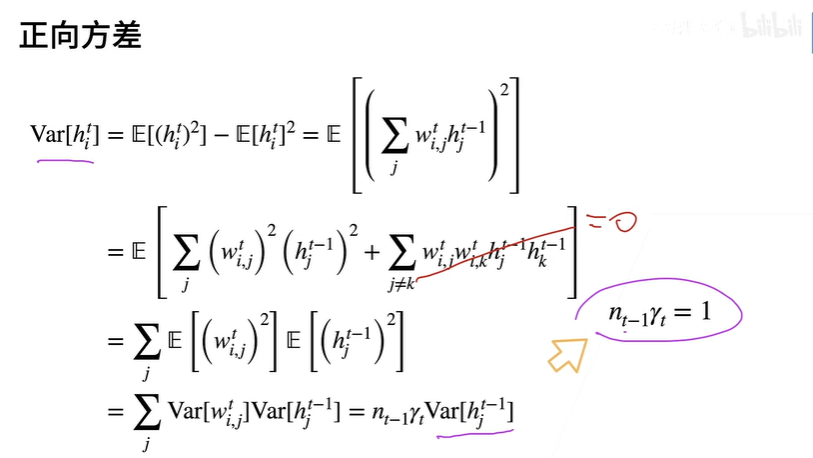 正向方差
bilibili
Var[h_i^t] = 𝔼[(h_i^t)^2] − 𝔼[h_i^t]^2 = 𝔼[(∑_j w_{i,j}^t h_j^{t−1})^2]
= 𝔼[∑_j (w_{i,j}^t)^2 (h_j^{t−1})^2 + ∑_{j≠k} w_{i,j}^t w_{i,k}^t h_j^{t−1} h_k^{t−1}] =0
n_{t−1}γ_t = 1
= ∑_j 𝔼[(w_{i,j}^t)^2] 𝔼[(h_j^{t−1})^2]
= ∑_j Var[w_{i,j}^t]Var[h_j^{t−1}] = n_{t−1}γ_tVar[h_j^{t−1}]